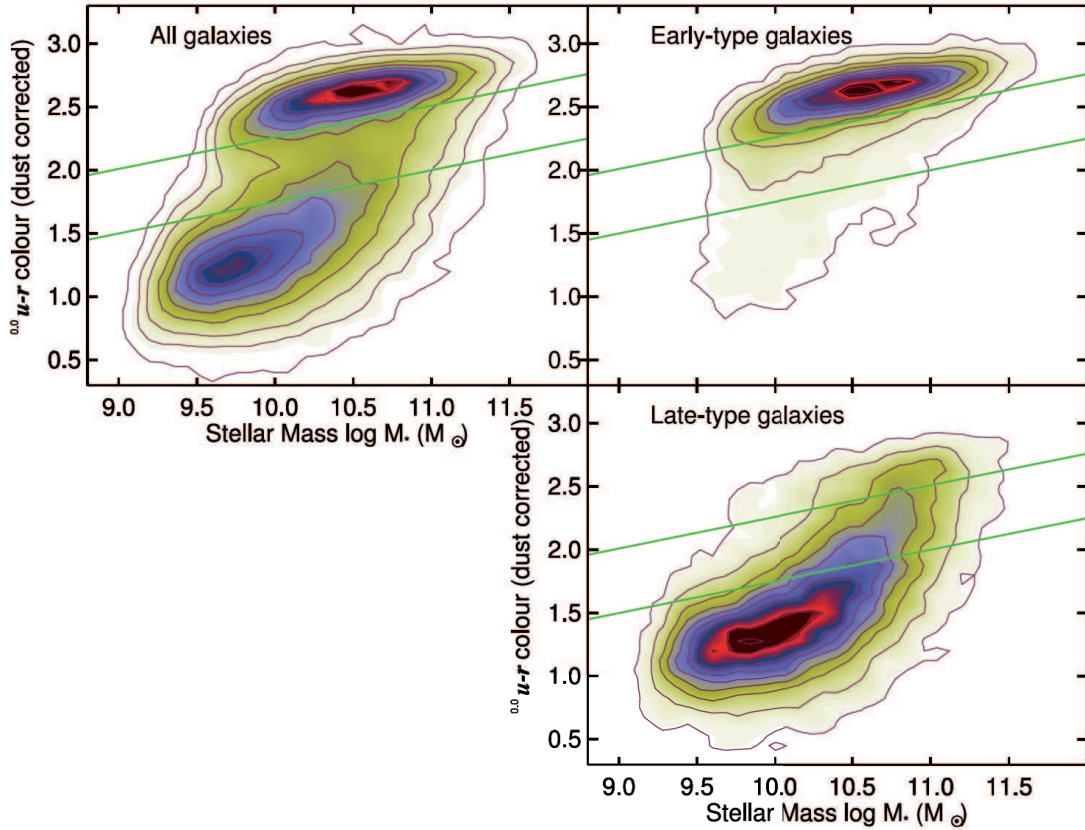 All galaxies
Early-type galaxies
3.0
2.5
2.0
1.5
1.0
0.5
3.0
2.5
2.0
1.5
1.0
0.5
0.0 u-r colour (dust corrected)
9.0 9.5 10.0 10.5 11.0 11.5
Stellar Mass log M* (M⊙)
Late-type galaxies
3.0
2.5
2.0
1.5
1.0
0.5
0.0 u-r colour (dust corrected)
9.0 9.5 10.0 10.5 11.0 11.5
Stellar Mass log M* (M⊙)